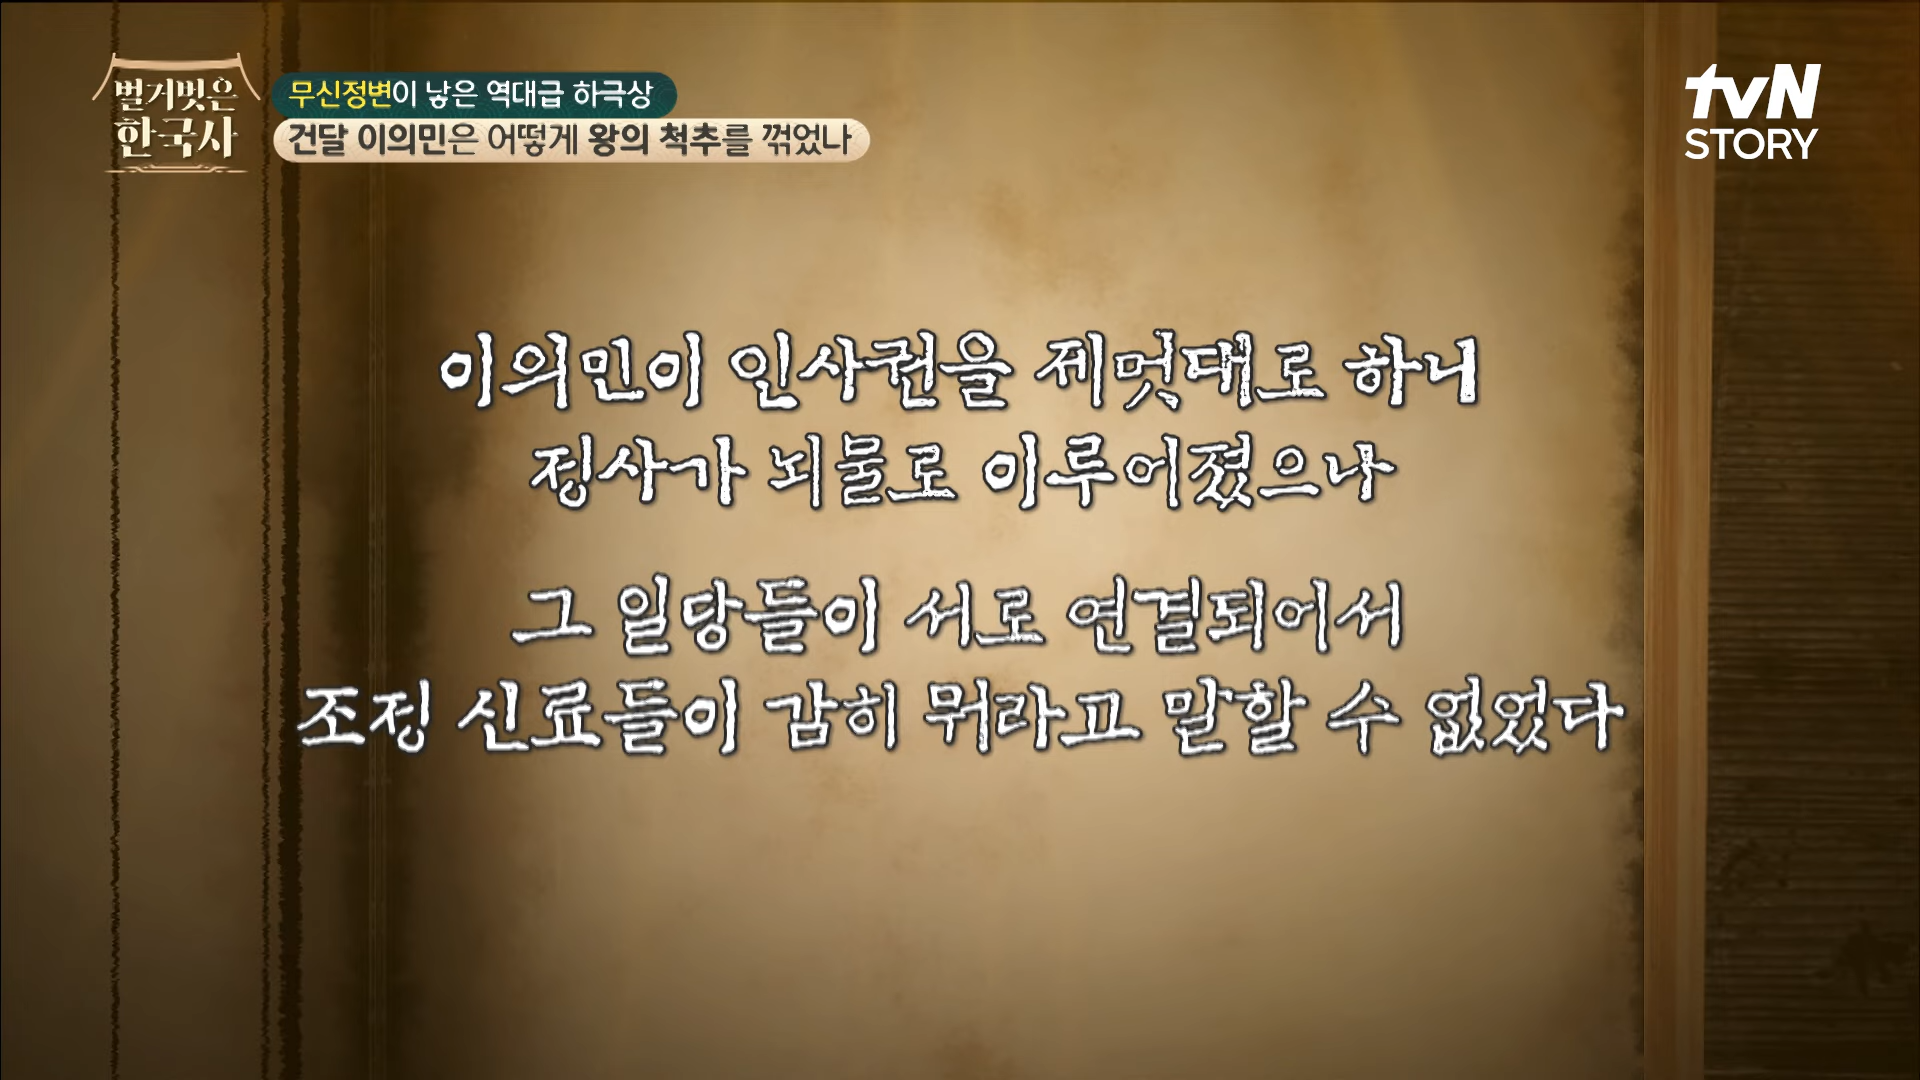 벌거벗은
한국사
무신정변이 낳은 역대급 하극상
건달 이의민은 어떻게 왕의 척추를 꺾었나
tvN
STORY
이의민이 인사권을 제멋대로 하니
정사가 뇌물로 이루어졌으나
그 일당들이 서로 연결되어서
조정 신료들이 감히 뭐라고 말할 수 없었다